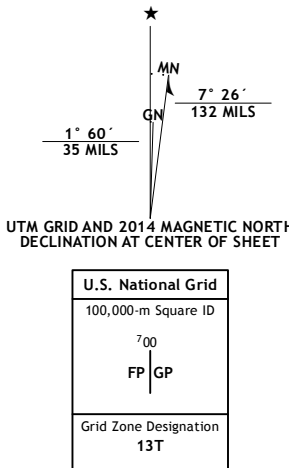 ★
MN
GN
7° 26´
132 MILS
1° 60´
35 MILS
UTM GRID AND 2014 MAGNETIC NORTH
DECLINATION AT CENTER OF SHEET
U.S. National Grid
100,000-m Square ID
⁷00
FP GP
Grid Zone Designation
13T